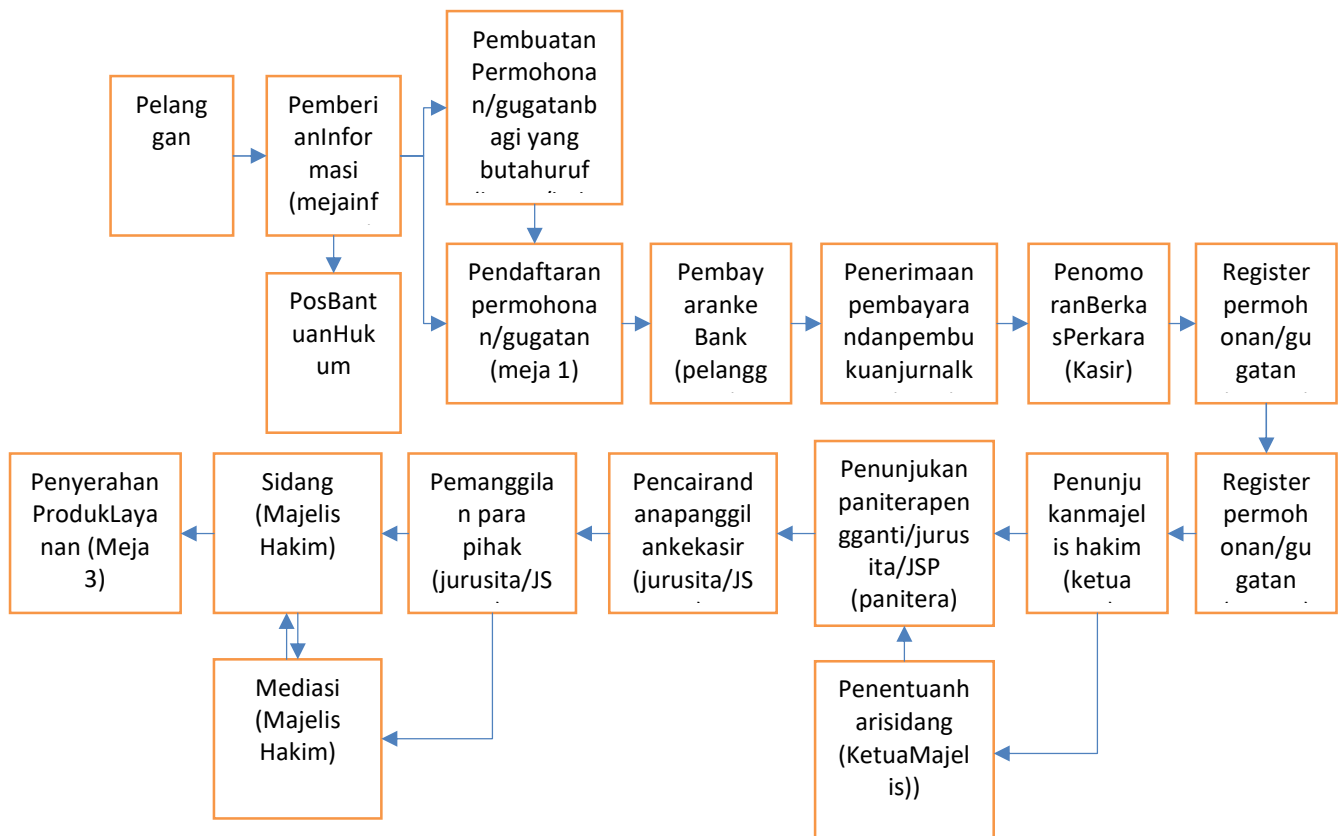 Pelang
gan
Pemberi
anInfor
masi
(mejainf
Pembuatan
Permohona
n/gugatanb
agi yang
butahuruf
PosBant
uanHuk
um
Pendaftaran
permohona
n/gugatan
(meja 1)
Pembay
aranke
Bank
(pelangg
Penerimaan
pembayara
ndanpembu
kuanjurnalk
Penomo
ranBerka
sPerkara
(Kasir)
Register
permoh
onan/gu
gatan
Penyerahan
ProdukLaya
nan (Meja
3)
Sidang
(Majelis
Hakim)
Pemanggila
n para
pihak
(jurusita/JS
Pencairand
anapanggil
ankekasir
(jurusita/JS
Penunjukan
paniterapen
gganti/jurus
ita/JSP
(panitera)
Penunju
kanmajel
is hakim
(ketua
Register
permoh
onan/gu
gatan
Mediasi
(Majelis
Hakim)
Penentuanh
arisidang
(KetuaMajel
is))